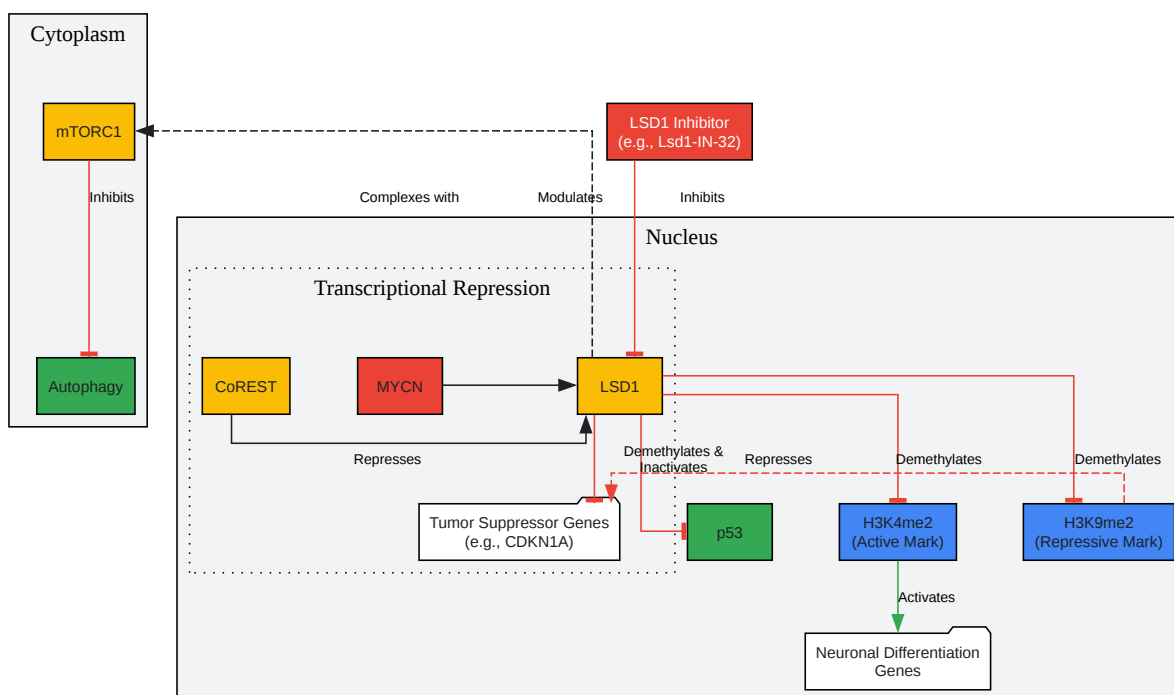 Cytoplasm
mTORC1
LSD1 Inhibitor
(e.g., Lsd1-IN-32)
Inhibits
Complexes with
Modulates
Inhibits
Nucleus
Transcriptional Repression
Autophagy
CoREST
MYCN
LSD1
Represses
Demethylates &
Inactivates
Represses
Demethylates
Demethylates
Tumor Suppressor Genes
(e.g., CDKN1A)
p53
H3K4me2
(Active Mark)
H3K9me2
(Repressive Mark)
Activates
Neuronal Differentiation
Genes